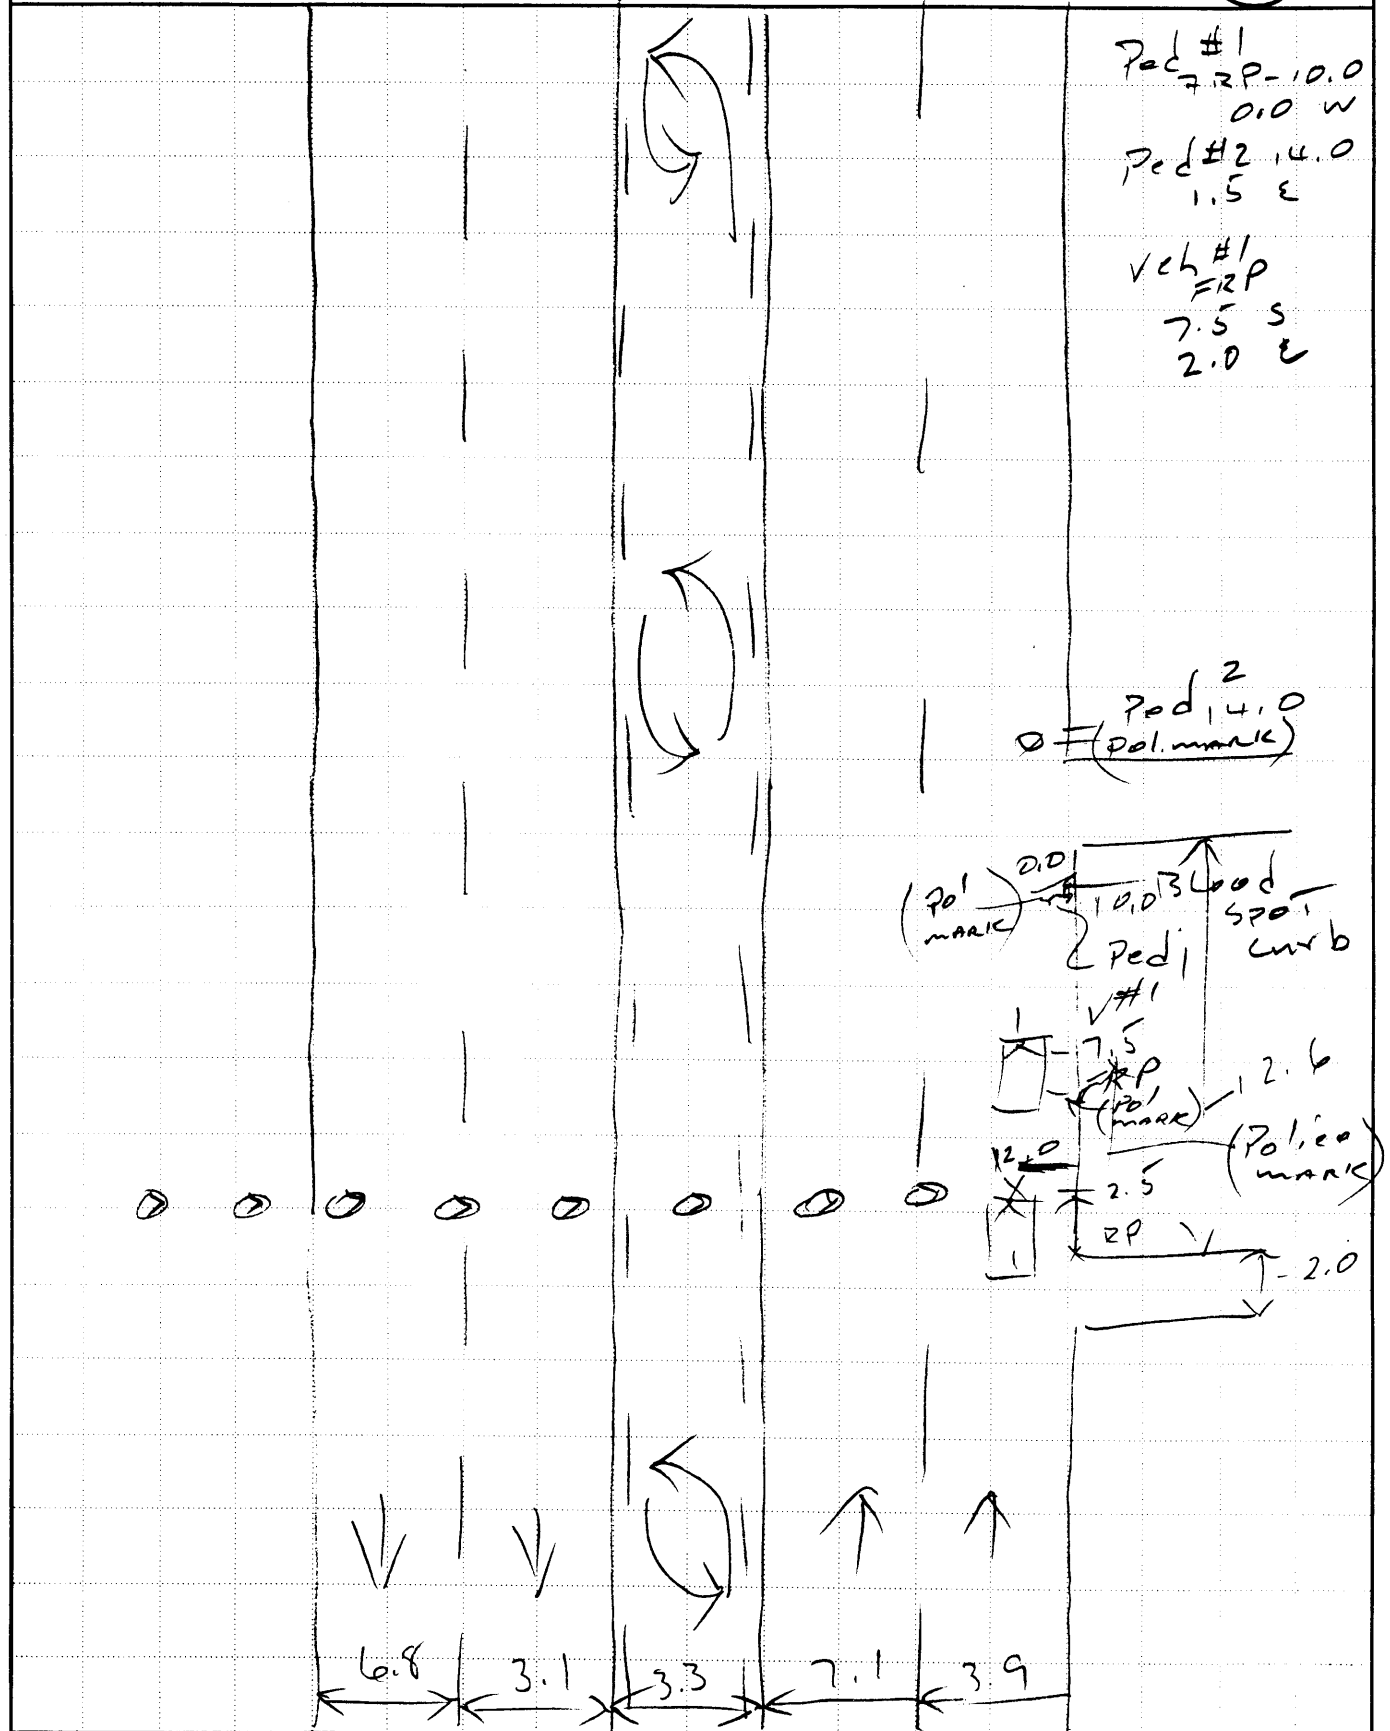 Ped #1
FRP-10.0
0.0 W
Ped #2 14.0
1.5 E
Veh #1
FRP
7.5 S
2.0 E
Ped 2
14.0
(Pol. MARK)
0.0
(Pol MARK)
10.0 Blood
spot
curb
Ped 1
V#1
1
7.5
FRP
(Pol MARK)
12.6
(Police
MARK)
2.0
2.5
RP
1
-2.0
6.8 3.1 3.3 7.1 3.9